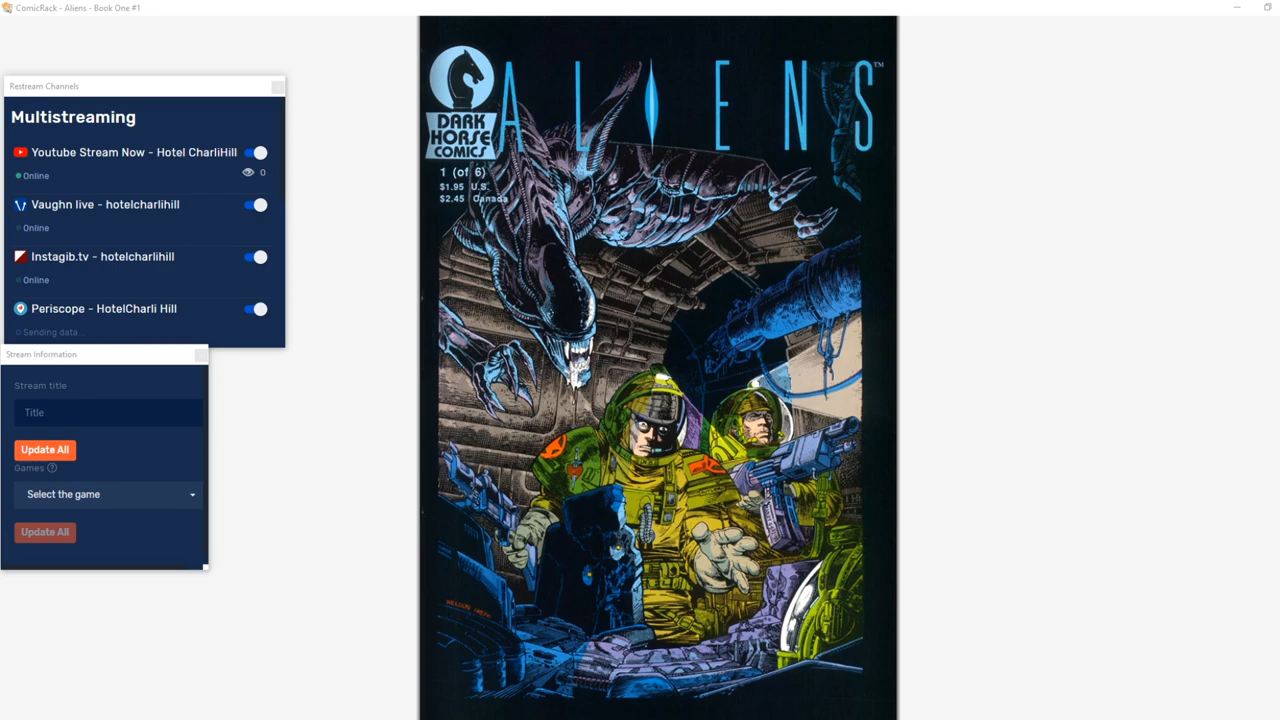 ComicRack - Aliens - Book One #1
Restream Channels
Multistreaming
Youtube Stream Now - Hotel CharliHill
Online
0
Vaughn live - hotelcharlihill
Online
Instagib.tv - hotelcharlihill
Online
Periscope - HotelCharli Hill
Sending data...
Stream Information
Stream title
Title
Update All
Games ?
Select the game
Update All
ALIENS™
DARK
HORSE
COMICS
1 (of 6)
$1.95 U.S.
$2.45 Canada